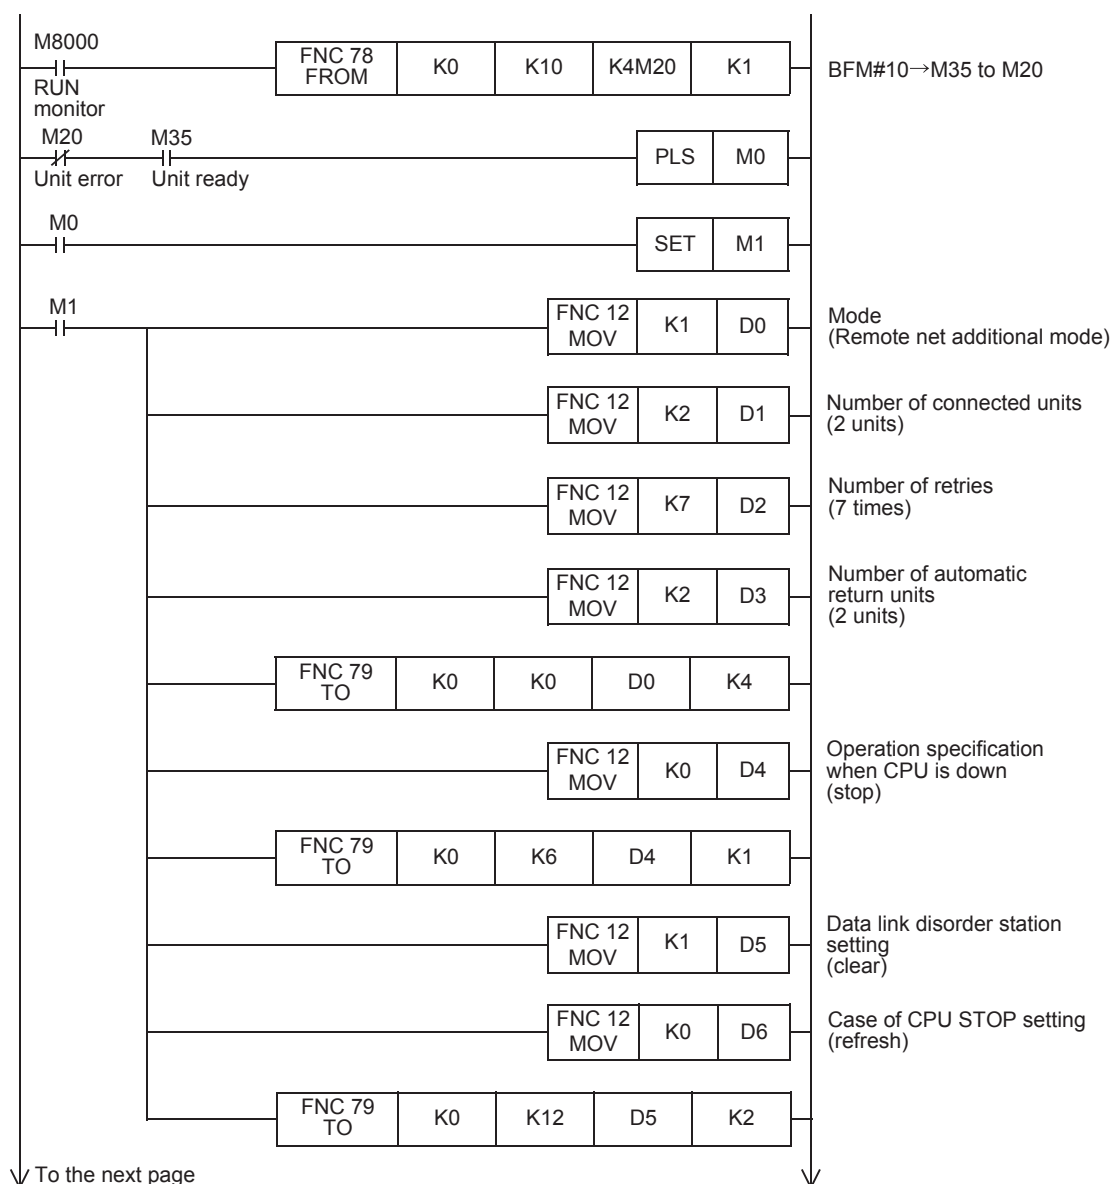 M8000
RUN
monitor
FNC 78
FROM
K0
K10
K4M20
K1
BFM#10→M35 to M20
M20
Unit error
M35
Unit ready
PLS
M0
M0
SET
M1
M1
FNC 12
MOV
K1
D0
Mode
(Remote net additional mode)
FNC 12
MOV
K2
D1
Number of connected units
(2 units)
FNC 12
MOV
K7
D2
Number of retries
(7 times)
FNC 12
MOV
K2
D3
Number of automatic
return units
(2 units)
FNC 79
TO
K0
K0
D0
K4
FNC 12
MOV
K0
D4
Operation specification
when CPU is down
(stop)
FNC 79
TO
K0
K6
D4
K1
FNC 12
MOV
K1
D5
Data link disorder station
setting
(clear)
FNC 12
MOV
K0
D6
Case of CPU STOP setting
(refresh)
FNC 79
TO
K0
K12
D5
K2
To the next page